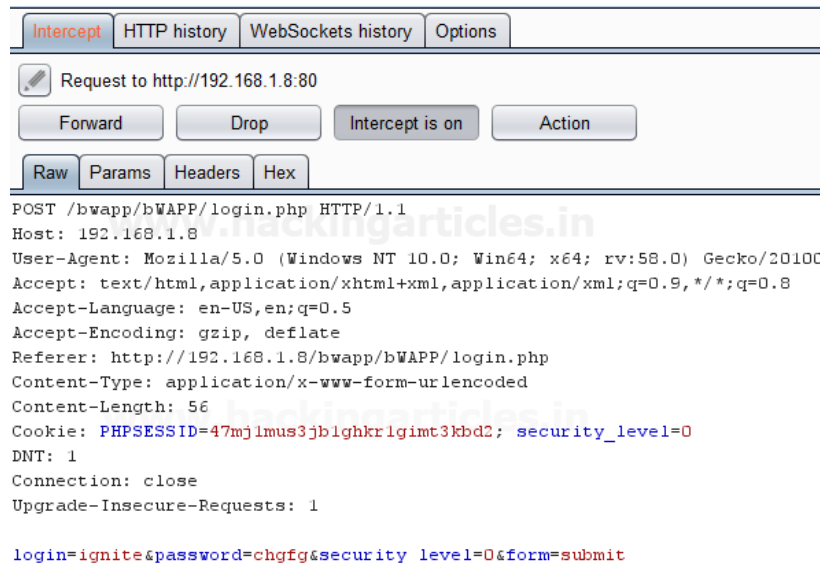 Intercept HTTP history WebSockets history Options
Request to http://192.168.1.8:80
Forward Drop Intercept is on Action
Raw Params Headers Hex
POST /bwapp/bWAPP/login.php HTTP/1.1
www.hackingarticles.in
Host: 192.168.1.8
User-Agent: Mozilla/5.0 (Windows NT 10.0; Win64; x64; rv:58.0) Gecko/20100
Accept: text/html,application/xhtml+xml,application/xml;q=0.9,*/*;q=0.8
Accept-Language: en-US,en;q=0.5
Accept-Encoding: gzip, deflate
Referer: http://192.168.1.8/bwapp/bWAPP/login.php
Content-Type: application/x-www-form-urlencoded
Content-Length: 56
www.hackingarticles.in
Cookie: PHPSESSID=47mj1mus3jb1ghkr1gimt3kbd2; security_level=0
DNT: 1
Connection: close
Upgrade-Insecure-Requests: 1
login=ignite&password=chgfg&security_level=0&form=submit